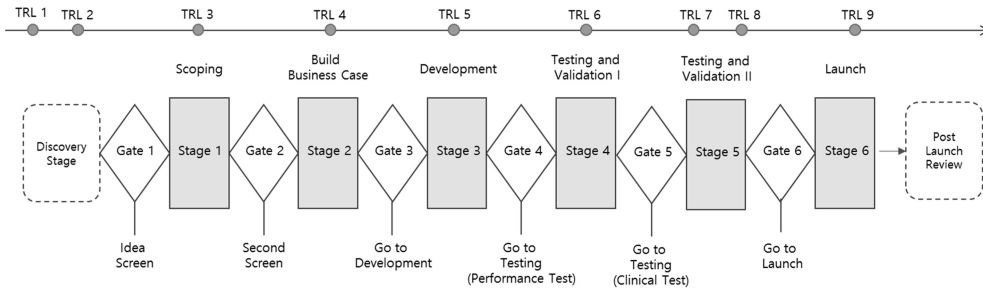 TRL 1
TRL 2
TRL 3
TRL 4
TRL 5
TRL 6
TRL 7
TRL 8
TRL 9
Scoping
Build
Business Case
Development
Testing and
Validation I
Testing and
Validation II
Launch
Discovery
Stage
Gate 1
Stage 1
Gate 2
Stage 2
Gate 3
Stage 3
Gate 4
Stage 4
Gate 5
Stage 5
Gate 6
Stage 6
Post
Launch
Review
Idea
Screen
Second
Screen
Go to
Development
Go to
Testing
(Performance Test)
Go to
Testing
(Clinical Test)
Go to
Launch